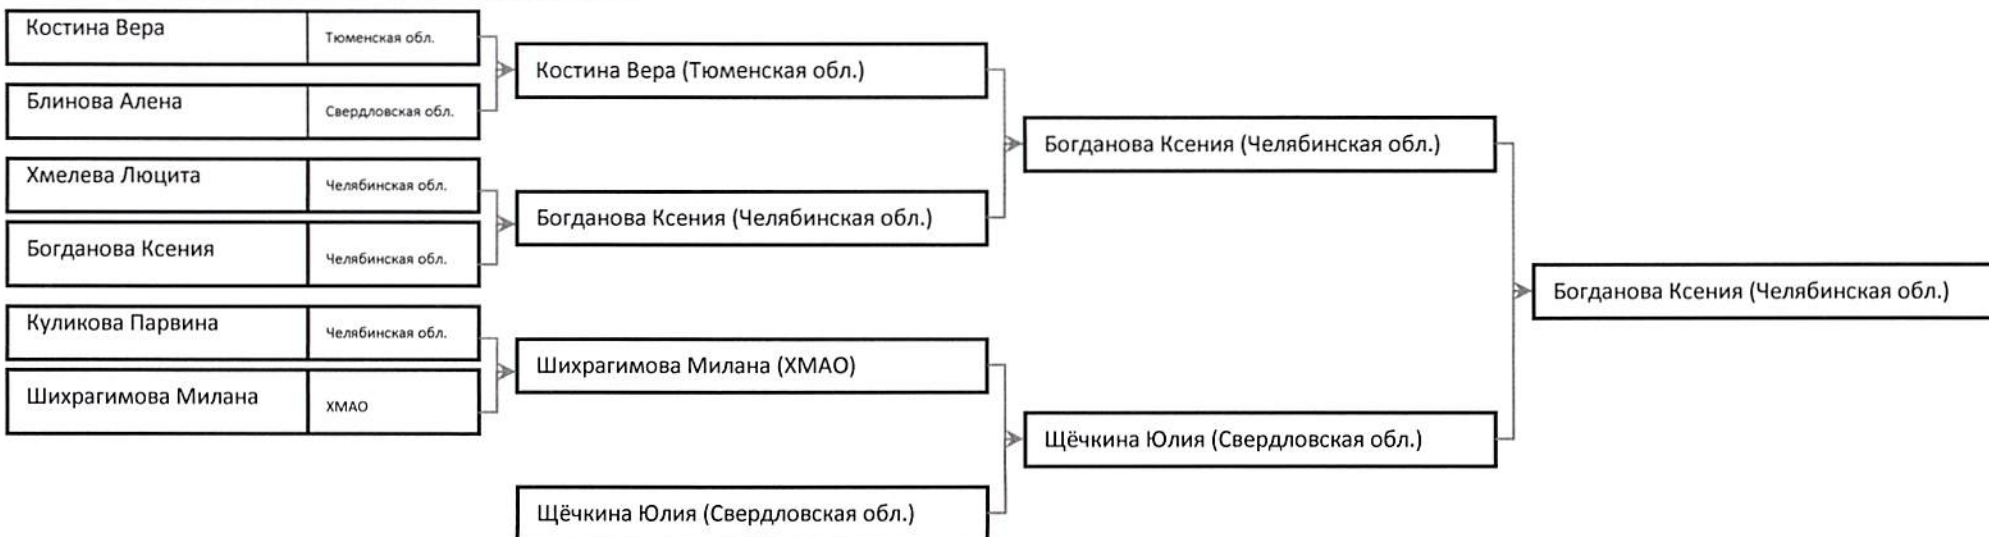 Костина Вера Тюменская обл.
Блинова Алена Свердловская обл.
Хмелева Люцита Челябинская обл.
Богданова Ксения Челябинская обл.
Куликова Парвина Челябинская обл.
Шихрагимова Милана ХМАО
Костина Вера (Тюменская обл.)
Богданова Ксения (Челябинская обл.)
Шихрагимова Милана (ХМАО)
Щёчкина Юлия (Свердловская обл.)
Богданова Ксения (Челябинская обл.)
Щёчкина Юлия (Свердловская обл.)
Богданова Ксения (Челябинская обл.)